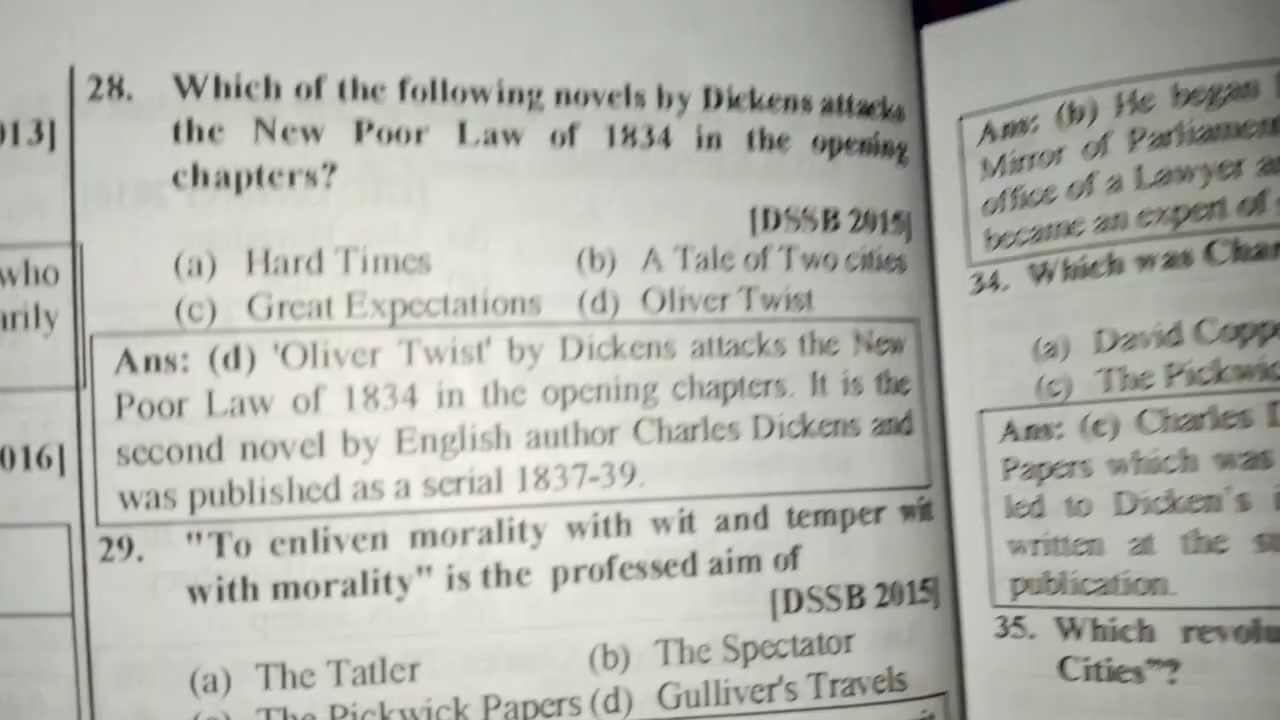 013]
who
arily
016]
28. Which of the following novels by Dickens attacks
the New Poor Law of 1834 in the opening
chapters?
[DSSB 2015]
(a) Hard Times (b) A Tale of Two cities
(c) Great Expectations (d) Oliver Twist
Ans: (d) 'Oliver Twist' by Dickens attacks the New
Poor Law of 1834 in the opening chapters. It is the
second novel by English author Charles Dickens and
was published as a serial 1837-39.
29. "To enliven morality with wit and temper wit
with morality" is the professed aim of
[DSSB 2015]
(a) The Tatler (b) The Spectator
The Pickwick Papers (d) Gulliver's Travels
Ans: (b) He began
Mirror of Parliamen
office of a Lawyer
became an expert of
34. Which was Char
(a) David Copp
(c) The Pickwic
Ans: (c) Charles
Papers which was
led to Dicken's
written at the
publication.
35. Which revolu
Cities"?